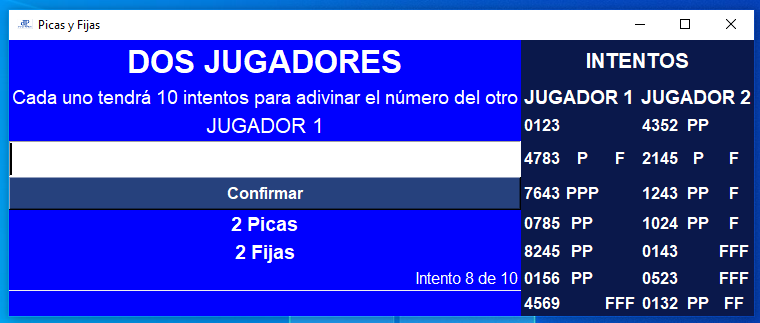 Picas y Fijas
DOS JUGADORES
Cada uno tendrá 10 intentos para adivinar el número del otro
JUGADOR 1
Confirmar
2 Picas
2 Fijas
Intento 8 de 10
INTENTOS
JUGADOR 1 JUGADOR 2
0123 4352 PP
4783 P F 2145 P F
7643 PPP 1243 PP F
0785 PP 1024 PP F
8245 PP 0143 FFF
0156 PP 0523 FFF
4569 FFF 0132 PP FF